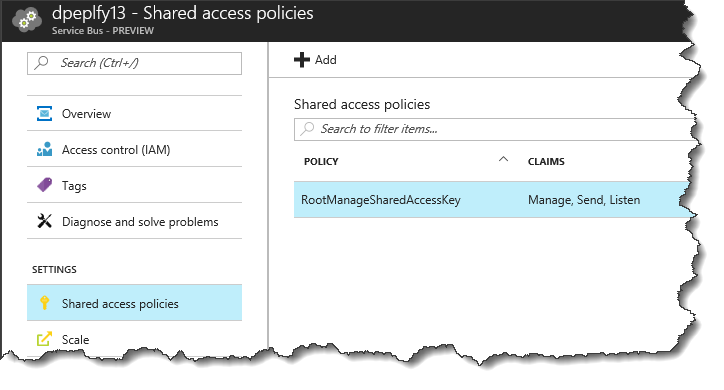 dpeplfy13 - Shared access policies
Service Bus - PREVIEW
Search (Ctrl+/)
Overview
Access control (IAM)
Tags
Diagnose and solve problems
SETTINGS
Shared access policies
Scale
Add
Shared access policies
Search to filter items...
POLICY CLAIMS
RootManageSharedAccessKey Manage, Send, Listen